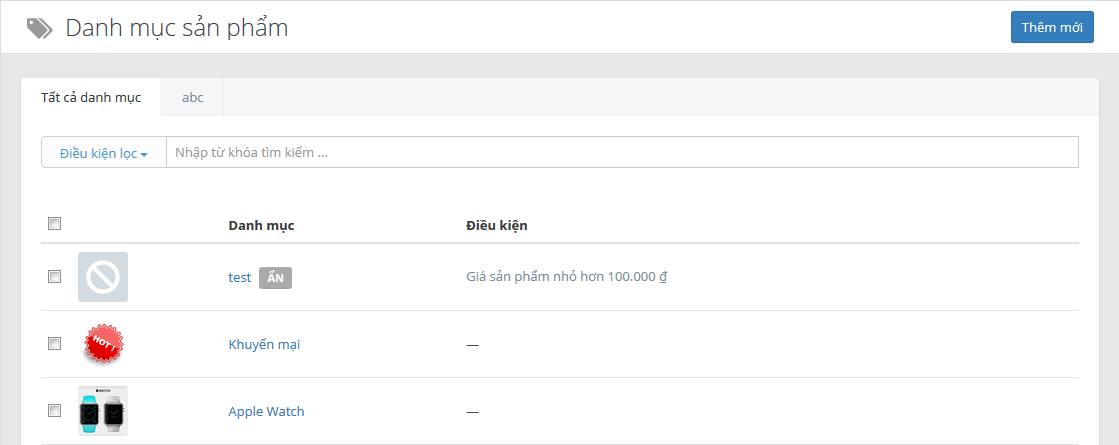 Danh mục sản phẩm
Thêm mới
Tất cả danh mục
abc
Điều kiện lọc
Nhập từ khóa tìm kiếm ...
Danh mục Điều kiện
test ẨN Giá sản phẩm nhỏ hơn 100.000 ₫
HOT !
Khuyến mại —
WATCH
Apple Watch —